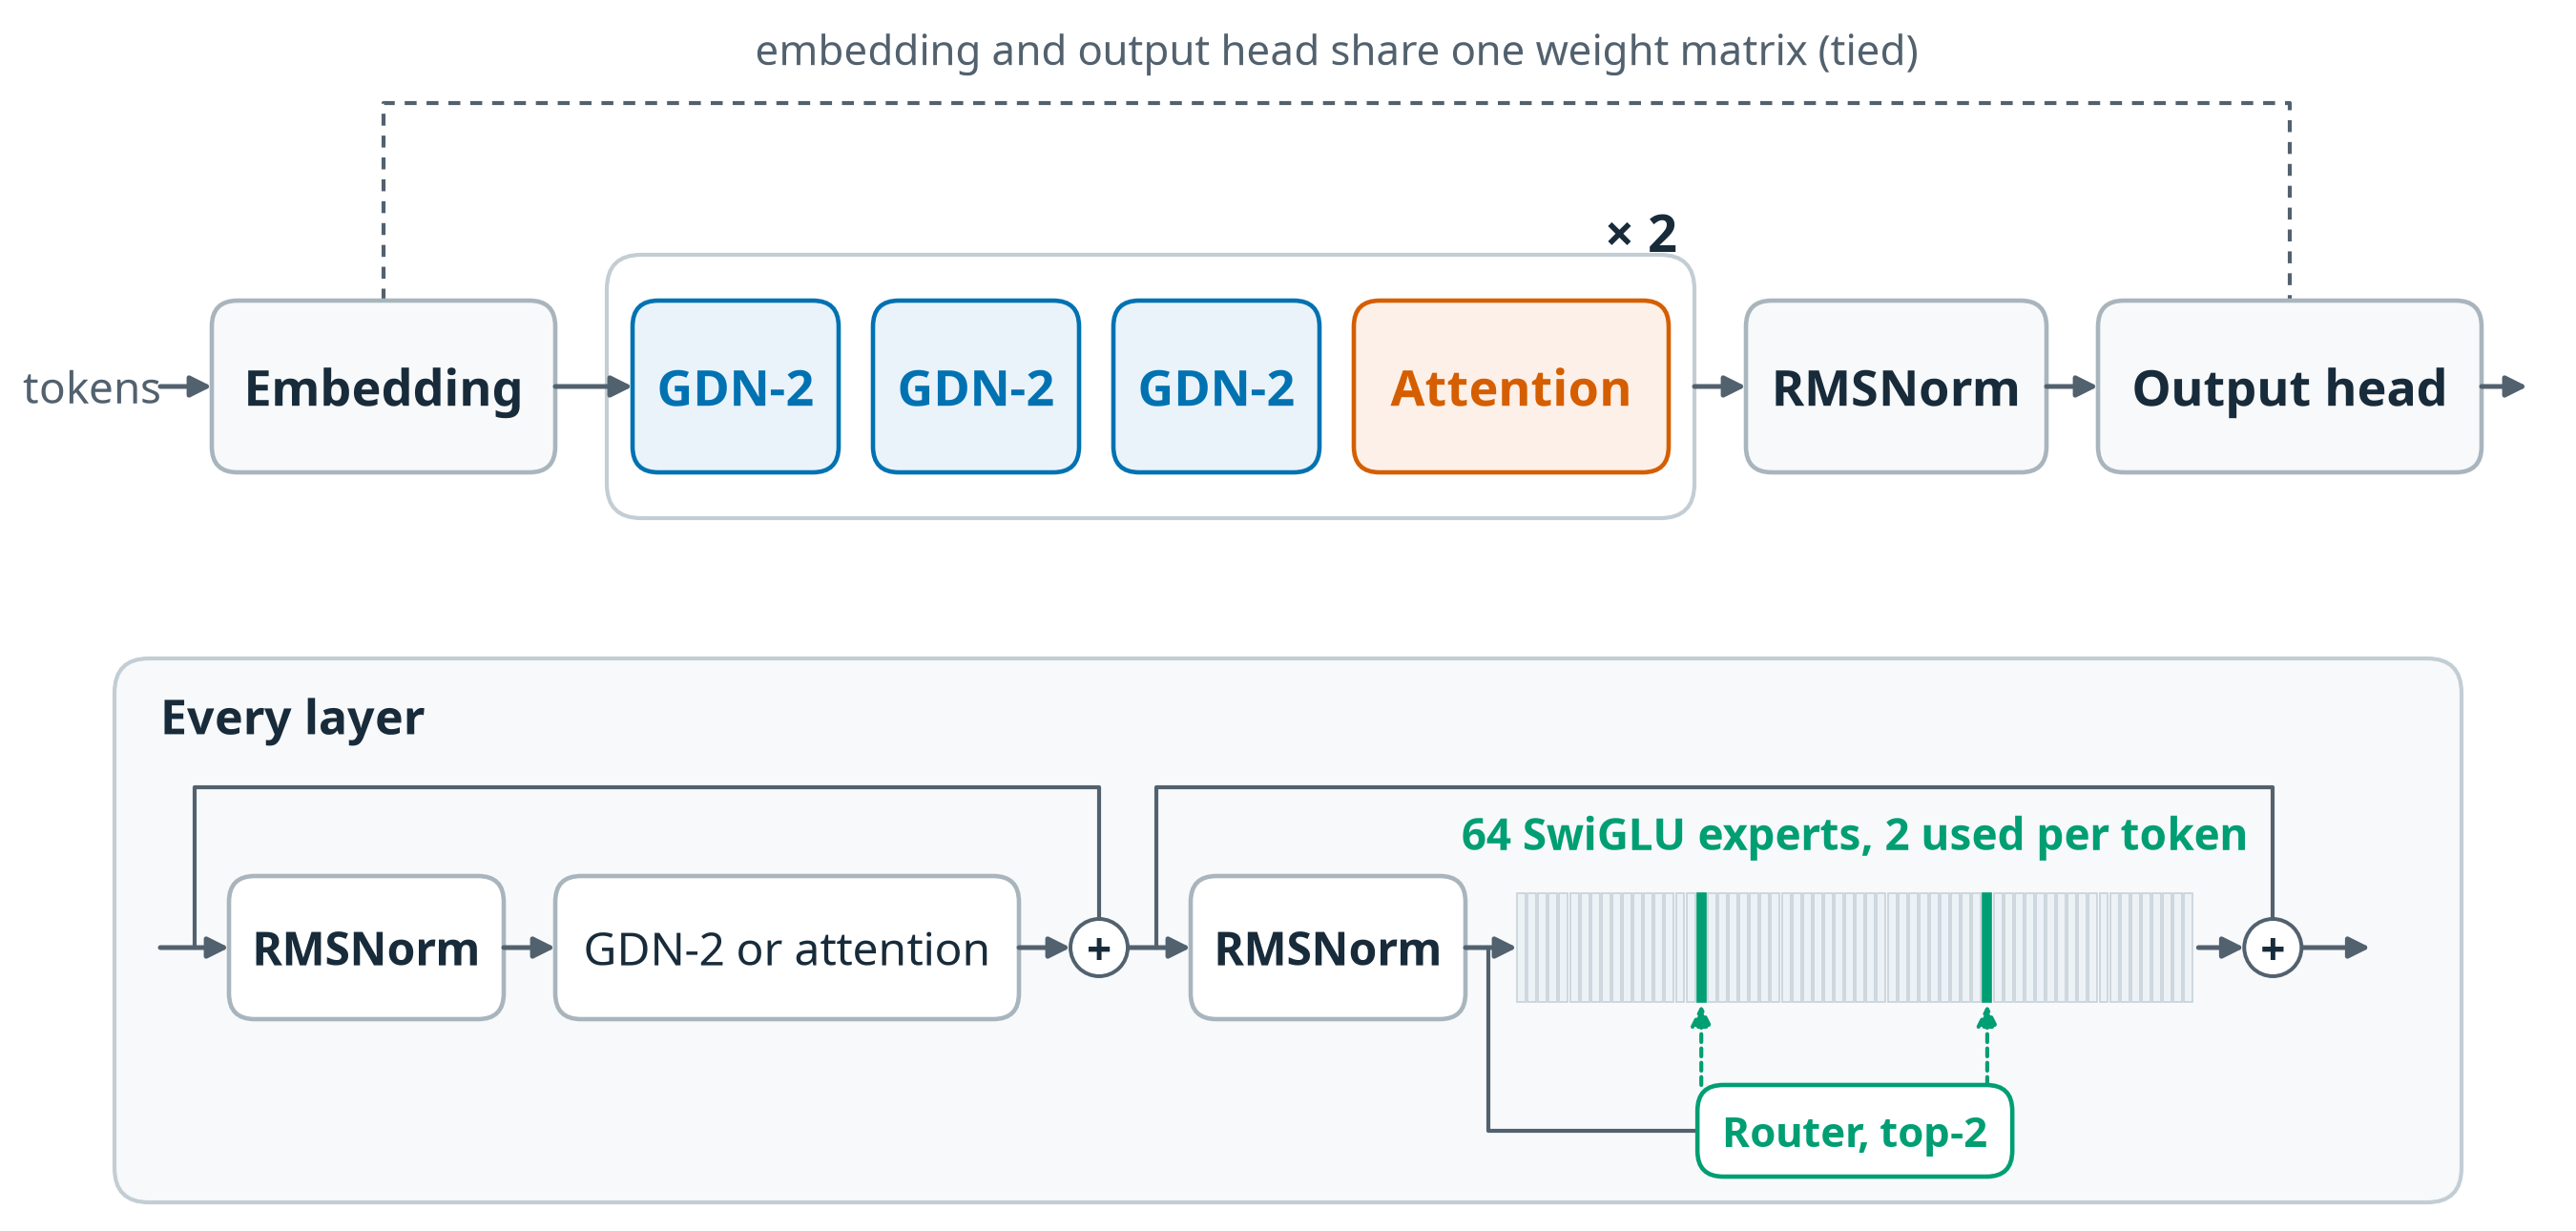 embedding and output head share one weight matrix (tied)
× 2
tokens
Embedding
GDN-2
GDN-2
GDN-2
Attention
RMSNorm
Output head
Every layer
64 SwiGLU experts, 2 used per token
RMSNorm
GDN-2 or attention
+
RMSNorm
+
Router, top-2